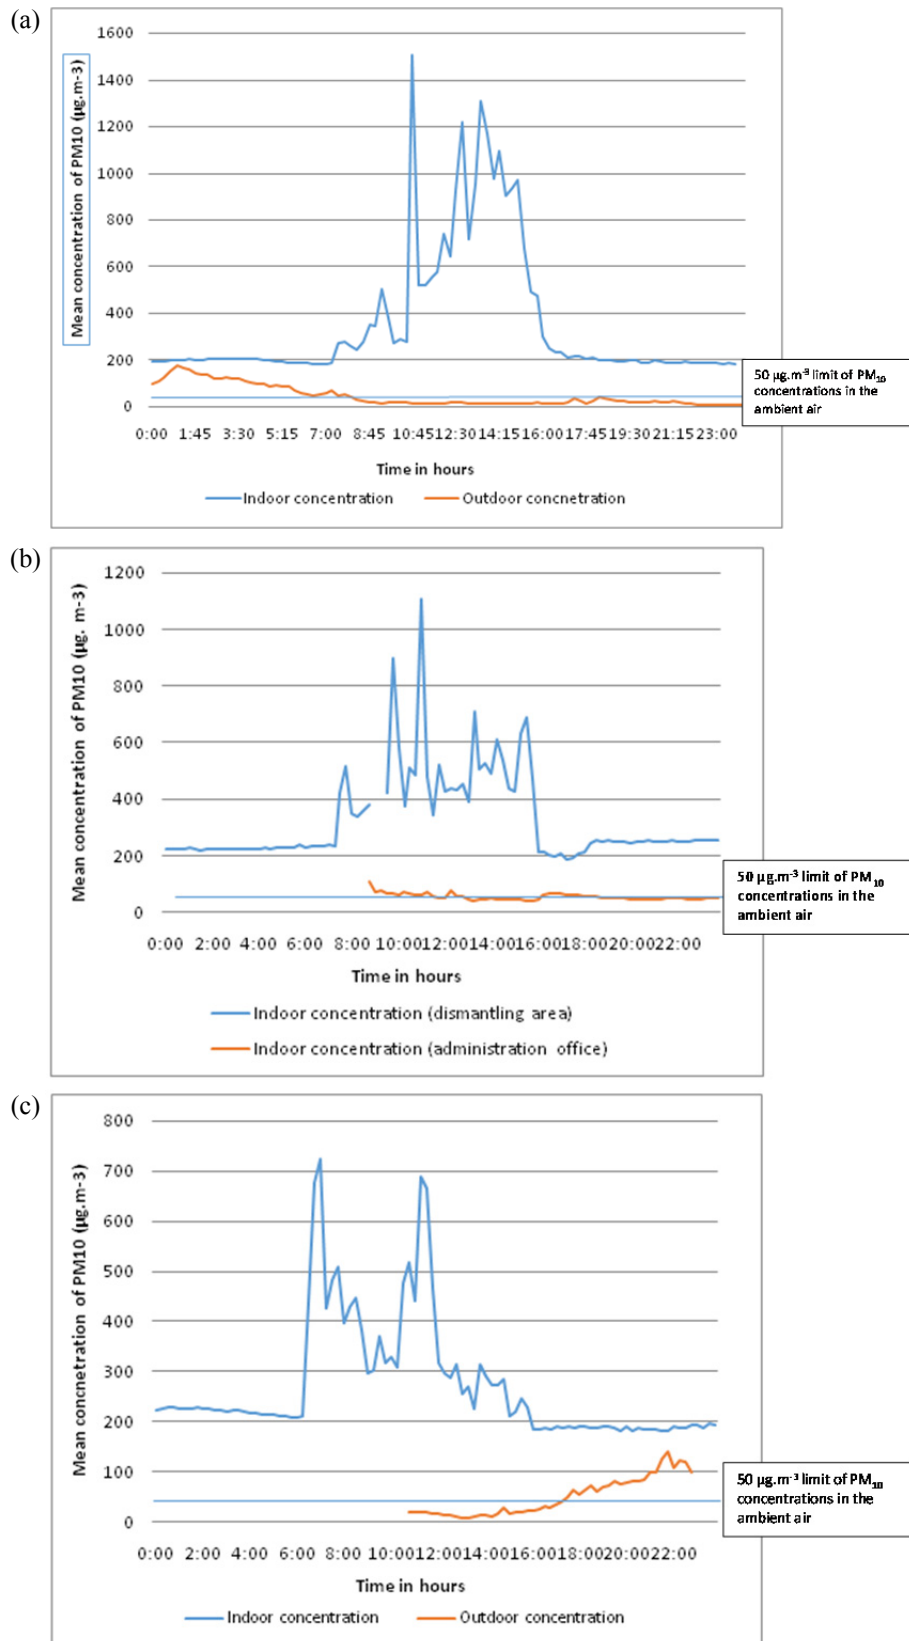 (a)
1600
1400
1200
1000
800
600
400
200
0
Mean concentration of PM10 (µg.m-3)
0:00 1:45 3:30 5:15 7:00 8:45 10:45 12:30 14:15 16:00 17:45 19:30 21:15 23:00
50 µg.m-3 limit of PM10
concentrations in the
ambient air
Time in hours
Indoor concentration Outdoor concnetration
(b)
1200
1000
800
600
400
200
0
Mean concentration of PM10 (µg. m-3)
0:00 2:00 4:00 6:00 8:00 10:00 12:00 14:00 16:00 18:00 20:00 22:00
50 µg.m-3 limit of PM10
concentrations in the
ambient air
Time in hours
Indoor concentration (dismantling area)
Indoor concentration (administration office)
(c)
800
700
600
500
400
300
200
100
0
Mean concnetration of PM10 (µg.m-3)
0:00 2:00 4:00 6:00 8:00 10:00 12:00 14:00 16:00 18:00 20:00 22:00
50 µg.m-3 limit of PM10
concentrations in the
ambient air
Time in hours
Indoor concentration Outdoor concentration